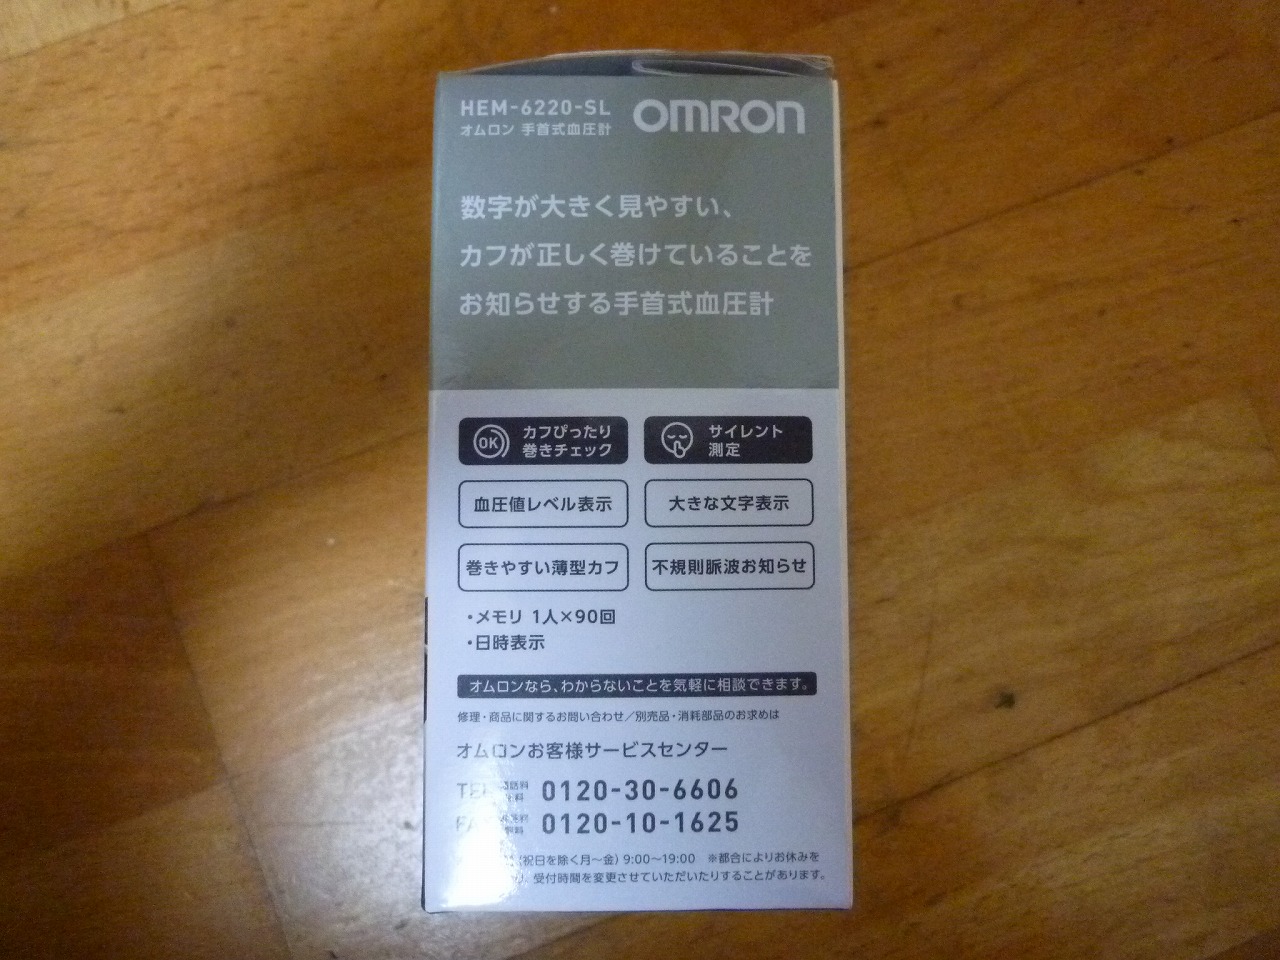 HEM-6220-SL
オムロン 手首式血圧計
OMRON
数字が大きく見やすい、
カフが正しく巻けていることを
お知らせする手首式血圧計
OK
カフぴったり
巻きチェック
サイレント
測定
血圧値レベル表示
大きな文字表示
巻きやすい薄型カフ
不規則脈波お知らせ
・メモリ 1人×90回
・日時表示
オムロンなら、わからないことを気軽に相談できます。
修理・商品に関するお問い合わせ／別売品・消耗部品のお求めは
オムロンお客様サービスセンター
TEL 通話料 無料 0120-30-6606
FAX 0120-10-1625
(祝日を除く月～金) 9:00～19:00 ※都合によりお休みを
受付時間を変更させていただいたりすることがあります。